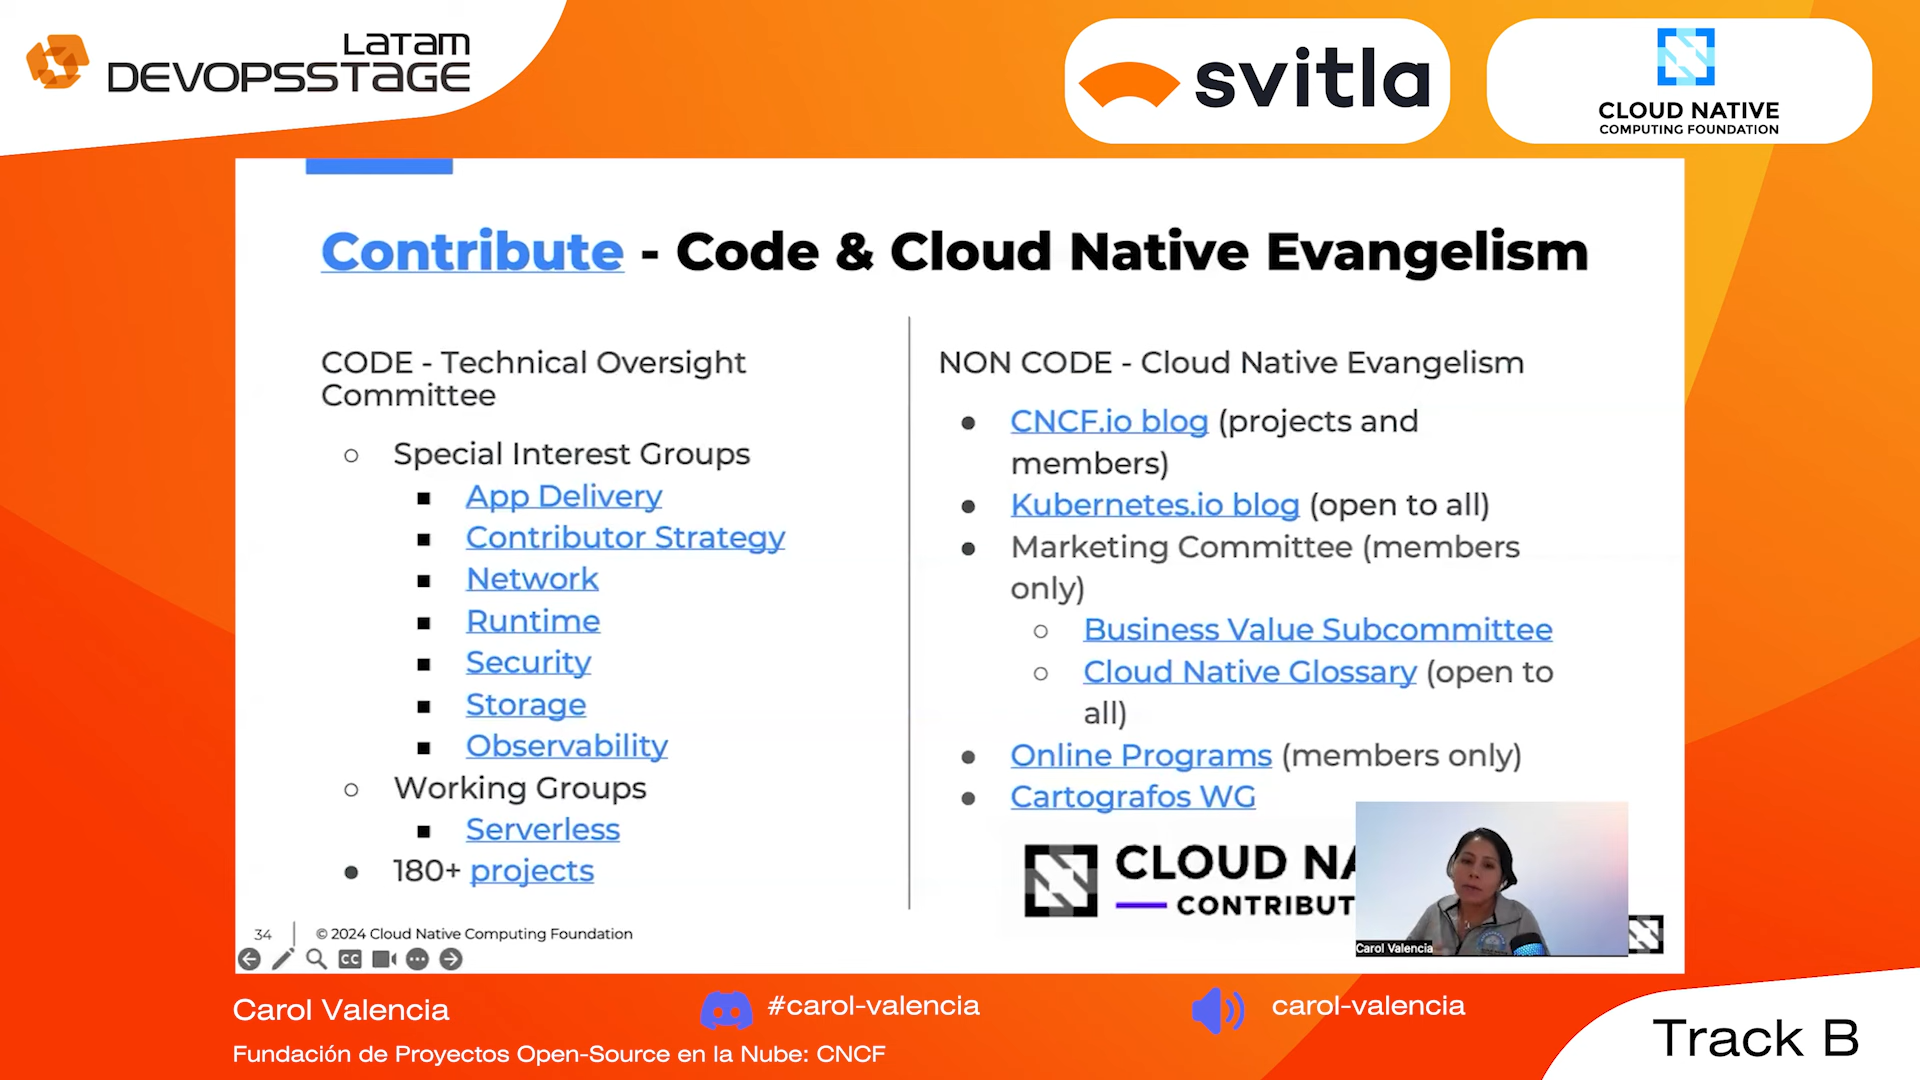 LATAM
DEVOPSSTAGE
svitla
CLOUD NATIVE
COMPUTING FOUNDATION
Contribute - Code & Cloud Native Evangelism
CODE - Technical Oversight
Committee
Special Interest Groups
App Delivery
Contributor Strategy
Network
Runtime
Security
Storage
Observability
Working Groups
Serverless
180+ projects
NON CODE - Cloud Native Evangelism
CNCF.io blog (projects and
members)
Kubernetes.io blog (open to all)
Marketing Committee (members
only)
Business Value Subcommittee
Cloud Native Glossary (open to
all)
Online Programs (members only)
Cartografos WG
CLOUD NA
CONTRIBUT
Carol Valencia
34
© 2024 Cloud Native Computing Foundation
CC
Carol Valencia
#carol-valencia
carol-valencia
Fundación de Proyectos Open-Source en la Nube: CNCF
Track B